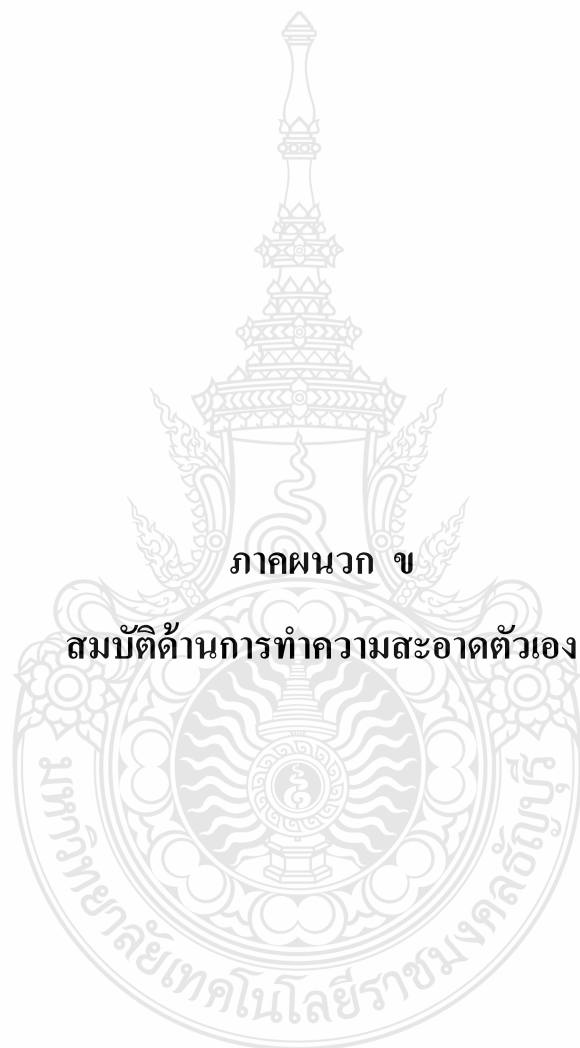 ภาคผนวก ข
สมบัติด้านการทำความสะอาดตัวเอง
มหาวิทยาลัยเทคโนโลยีราชมงคลธัญบุรี